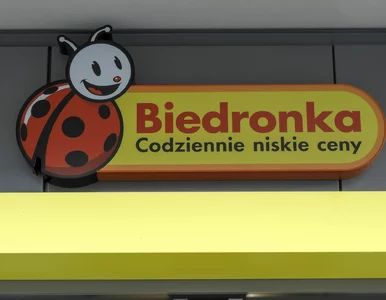 Biedronka
Codziennie niskie ceny